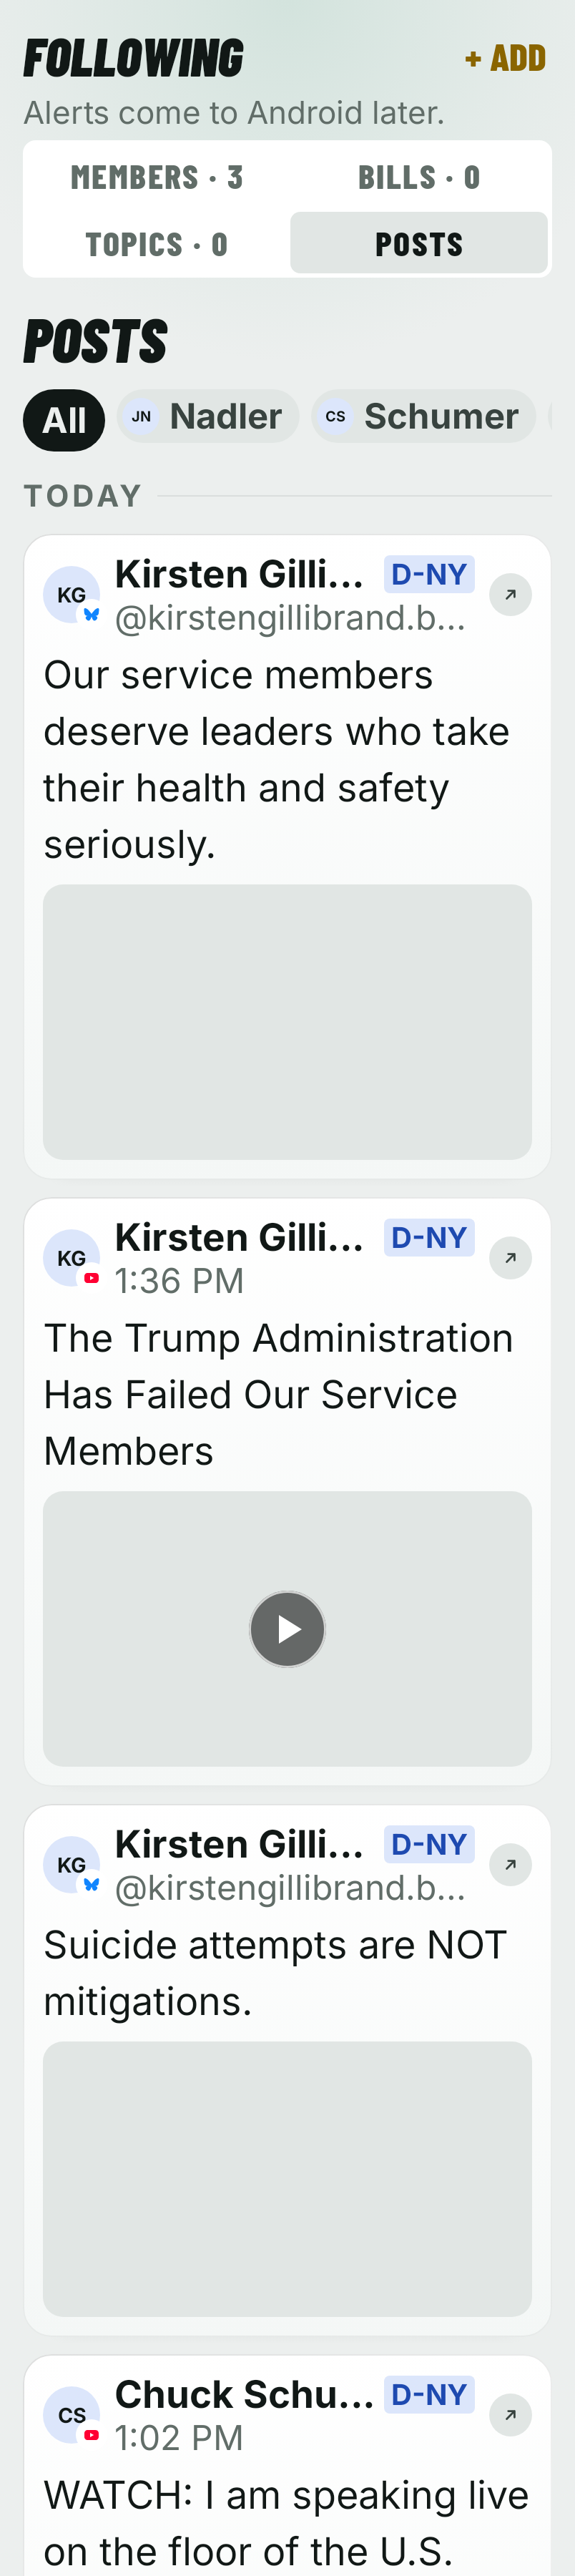 FOLLOWING
+ ADD
Alerts come to Android later.
MEMBERS · 3
BILLS · 0
TOPICS · 0
POSTS
POSTS
All
JN Nadler
CS Schumer
TODAY
KG
Kirsten Gilli...
D-NY
@kirstengillibrand.b...
Our service members
deserve leaders who take
their health and safety
seriously.
KG
Kirsten Gilli...
D-NY
1:36 PM
The Trump Administration
Has Failed Our Service
Members
KG
Kirsten Gilli...
D-NY
@kirstengillibrand.b...
Suicide attempts are NOT
mitigations.
CS
Chuck Schu...
D-NY
1:02 PM
WATCH: I am speaking live
on the floor of the U.S.